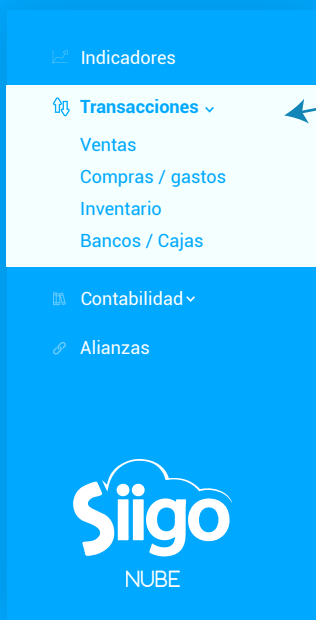 Indicadores
Transacciones
Ventas
Compras / gastos
Inventario
Bancos / Cajas
Contabilidad
Alianzas
Siigo
NUBE